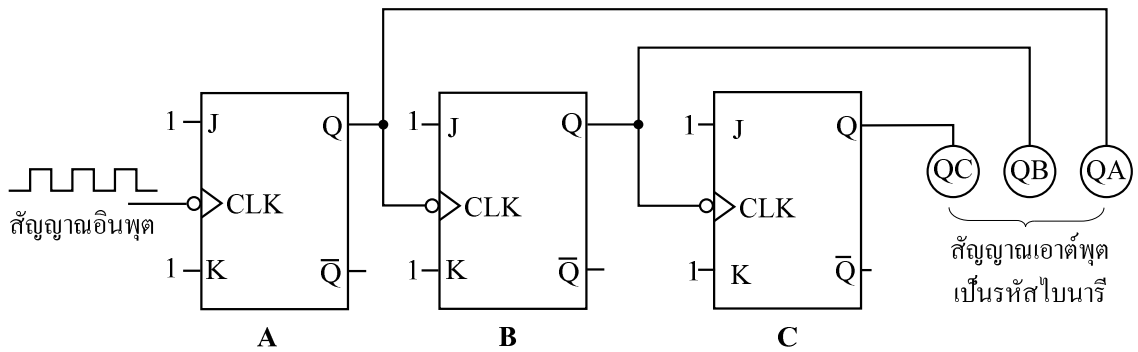 1 J Q
1 J Q
1 J Q
QC QB QA
CLK
CLK
CLK
สัญญาณอินพุต
สัญญาณเอาต์พุต
เป็นรหัสไบนารี
1 K Q̅
1 K Q̅
1 K Q̅
A B C